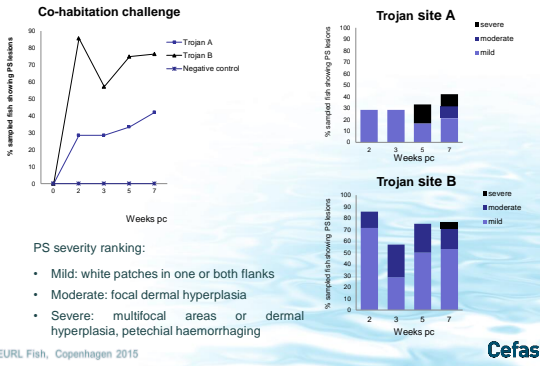 Co-habitation challenge
% sampled fish showing PS lesions
90
80
70
60
50
40
30
20
10
0
0 2 3 5 7
Weeks pc
Trojan A
Trojan B
Negative control
Trojan site A
% sampled fish showing PS lesions
100
90
80
70
60
50
40
30
20
10
0
2 3 5 7
Weeks pc
severe
moderate
mild
Trojan site B
% sampled fish showing PS lesions
100
90
80
70
60
50
40
30
20
10
0
2 3 5 7
Weeks pc
severe
moderate
mild
PS severity ranking:
• Mild: white patches in one or both flanks
• Moderate: focal dermal hyperplasia
• Severe: multifocal areas or dermal
hyperplasia, petechial haemorrhaging
EURL Fish, Copenhagen 2015
Cefas